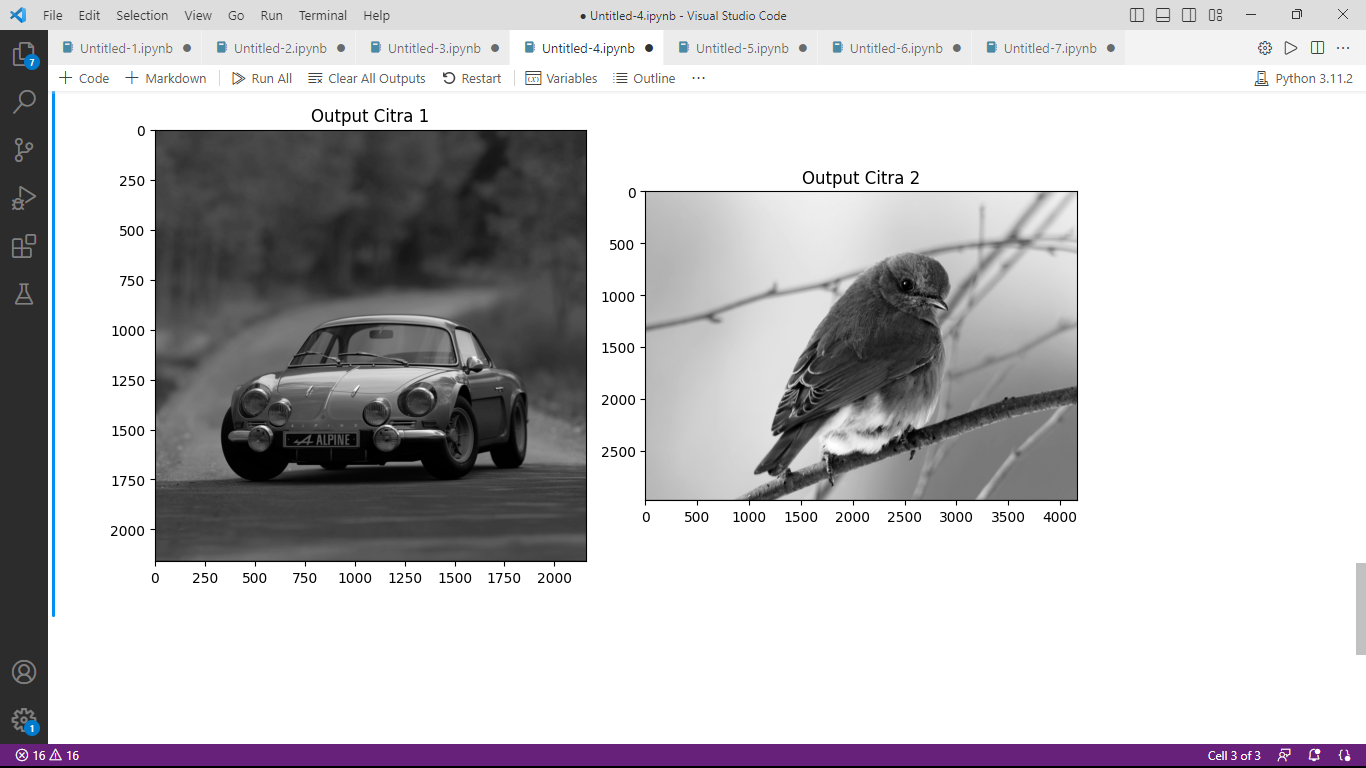 File Edit Selection View Go Run Terminal Help
● Untitled-4.ipynb - Visual Studio Code
Untitled-1.ipynb ● Untitled-2.ipynb ● Untitled-3.ipynb ● Untitled-4.ipynb ● Untitled-5.ipynb ● Untitled-6.ipynb ● Untitled-7.ipynb ●
+ Code + Markdown Run All Clear All Outputs Restart Variables Outline ... Python 3.11.2
7
Output Citra 1
0
250
500
750
1000
1250
1500
1750
2000
ALPINE
0 250 500 750 1000 1250 1500 1750 2000
Output Citra 2
0
500
1000
1500
2000
2500
0 500 1000 1500 2000 2500 3000 3500 4000
1
16 16 Cell 3 of 3